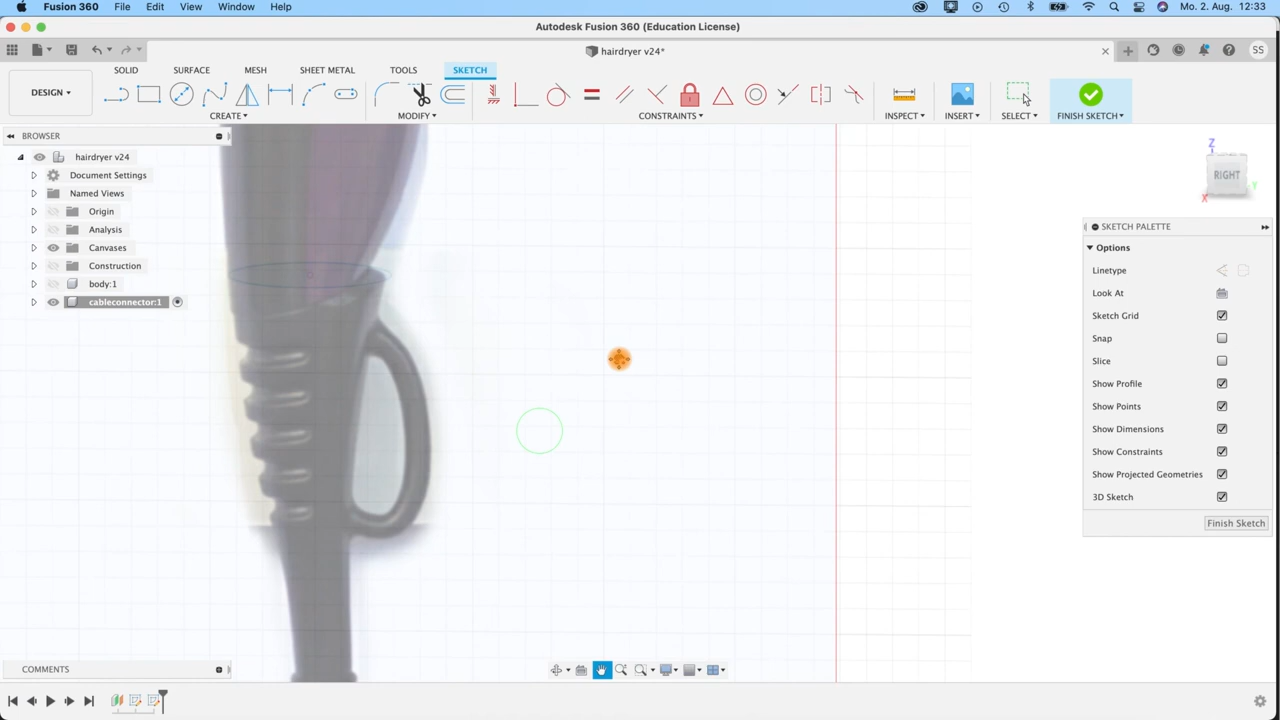 Fusion 360 File Edit View Window Help Mo. 2. Aug. 12:33
Autodesk Fusion 360 (Education License)
hairdryer v24*
SS
SOLID SURFACE MESH SHEET METAL TOOLS SKETCH
DESIGN
CREATE MODIFY CONSTRAINTS INSPECT INSERT SELECT FINISH SKETCH
BROWSER
hairdryer v24
Document Settings
Named Views
Origin
Analysis
Canvases
Construction
body:1
cableconnector:1
Z
RIGHT
X
Y
SKETCH PALETTE
Options
Linetype
Look At
Sketch Grid
Snap
Slice
Show Profile
Show Points
Show Dimensions
Show Constraints
Show Projected Geometries
3D Sketch
Finish Sketch
COMMENTS